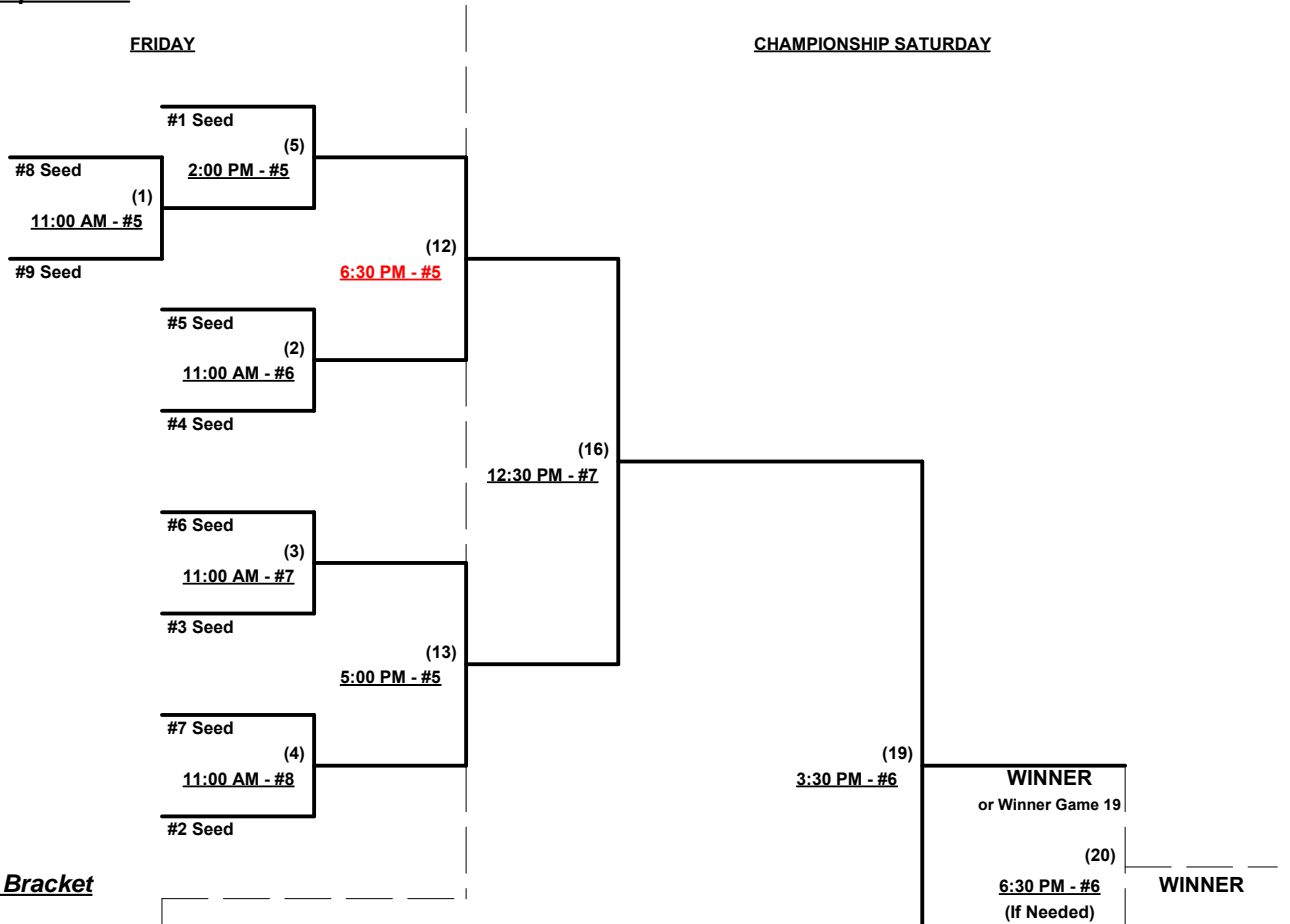 FRIDAY
CHAMPIONSHIP SATURDAY
#1 Seed
(5)
2:00 PM - #5
#8 Seed
(1)
11:00 AM - #5
#9 Seed
(12)
6:30 PM - #5
#5 Seed
(2)
11:00 AM - #6
#4 Seed
(16)
12:30 PM - #7
#6 Seed
(3)
11:00 AM - #7
#3 Seed
(13)
5:00 PM - #5
#7 Seed
(4)
11:00 AM - #8
#2 Seed
(19)
3:30 PM - #6
WINNER
or Winner Game 19
(20)
6:30 PM - #6
(If Needed)
WINNER
Bracket